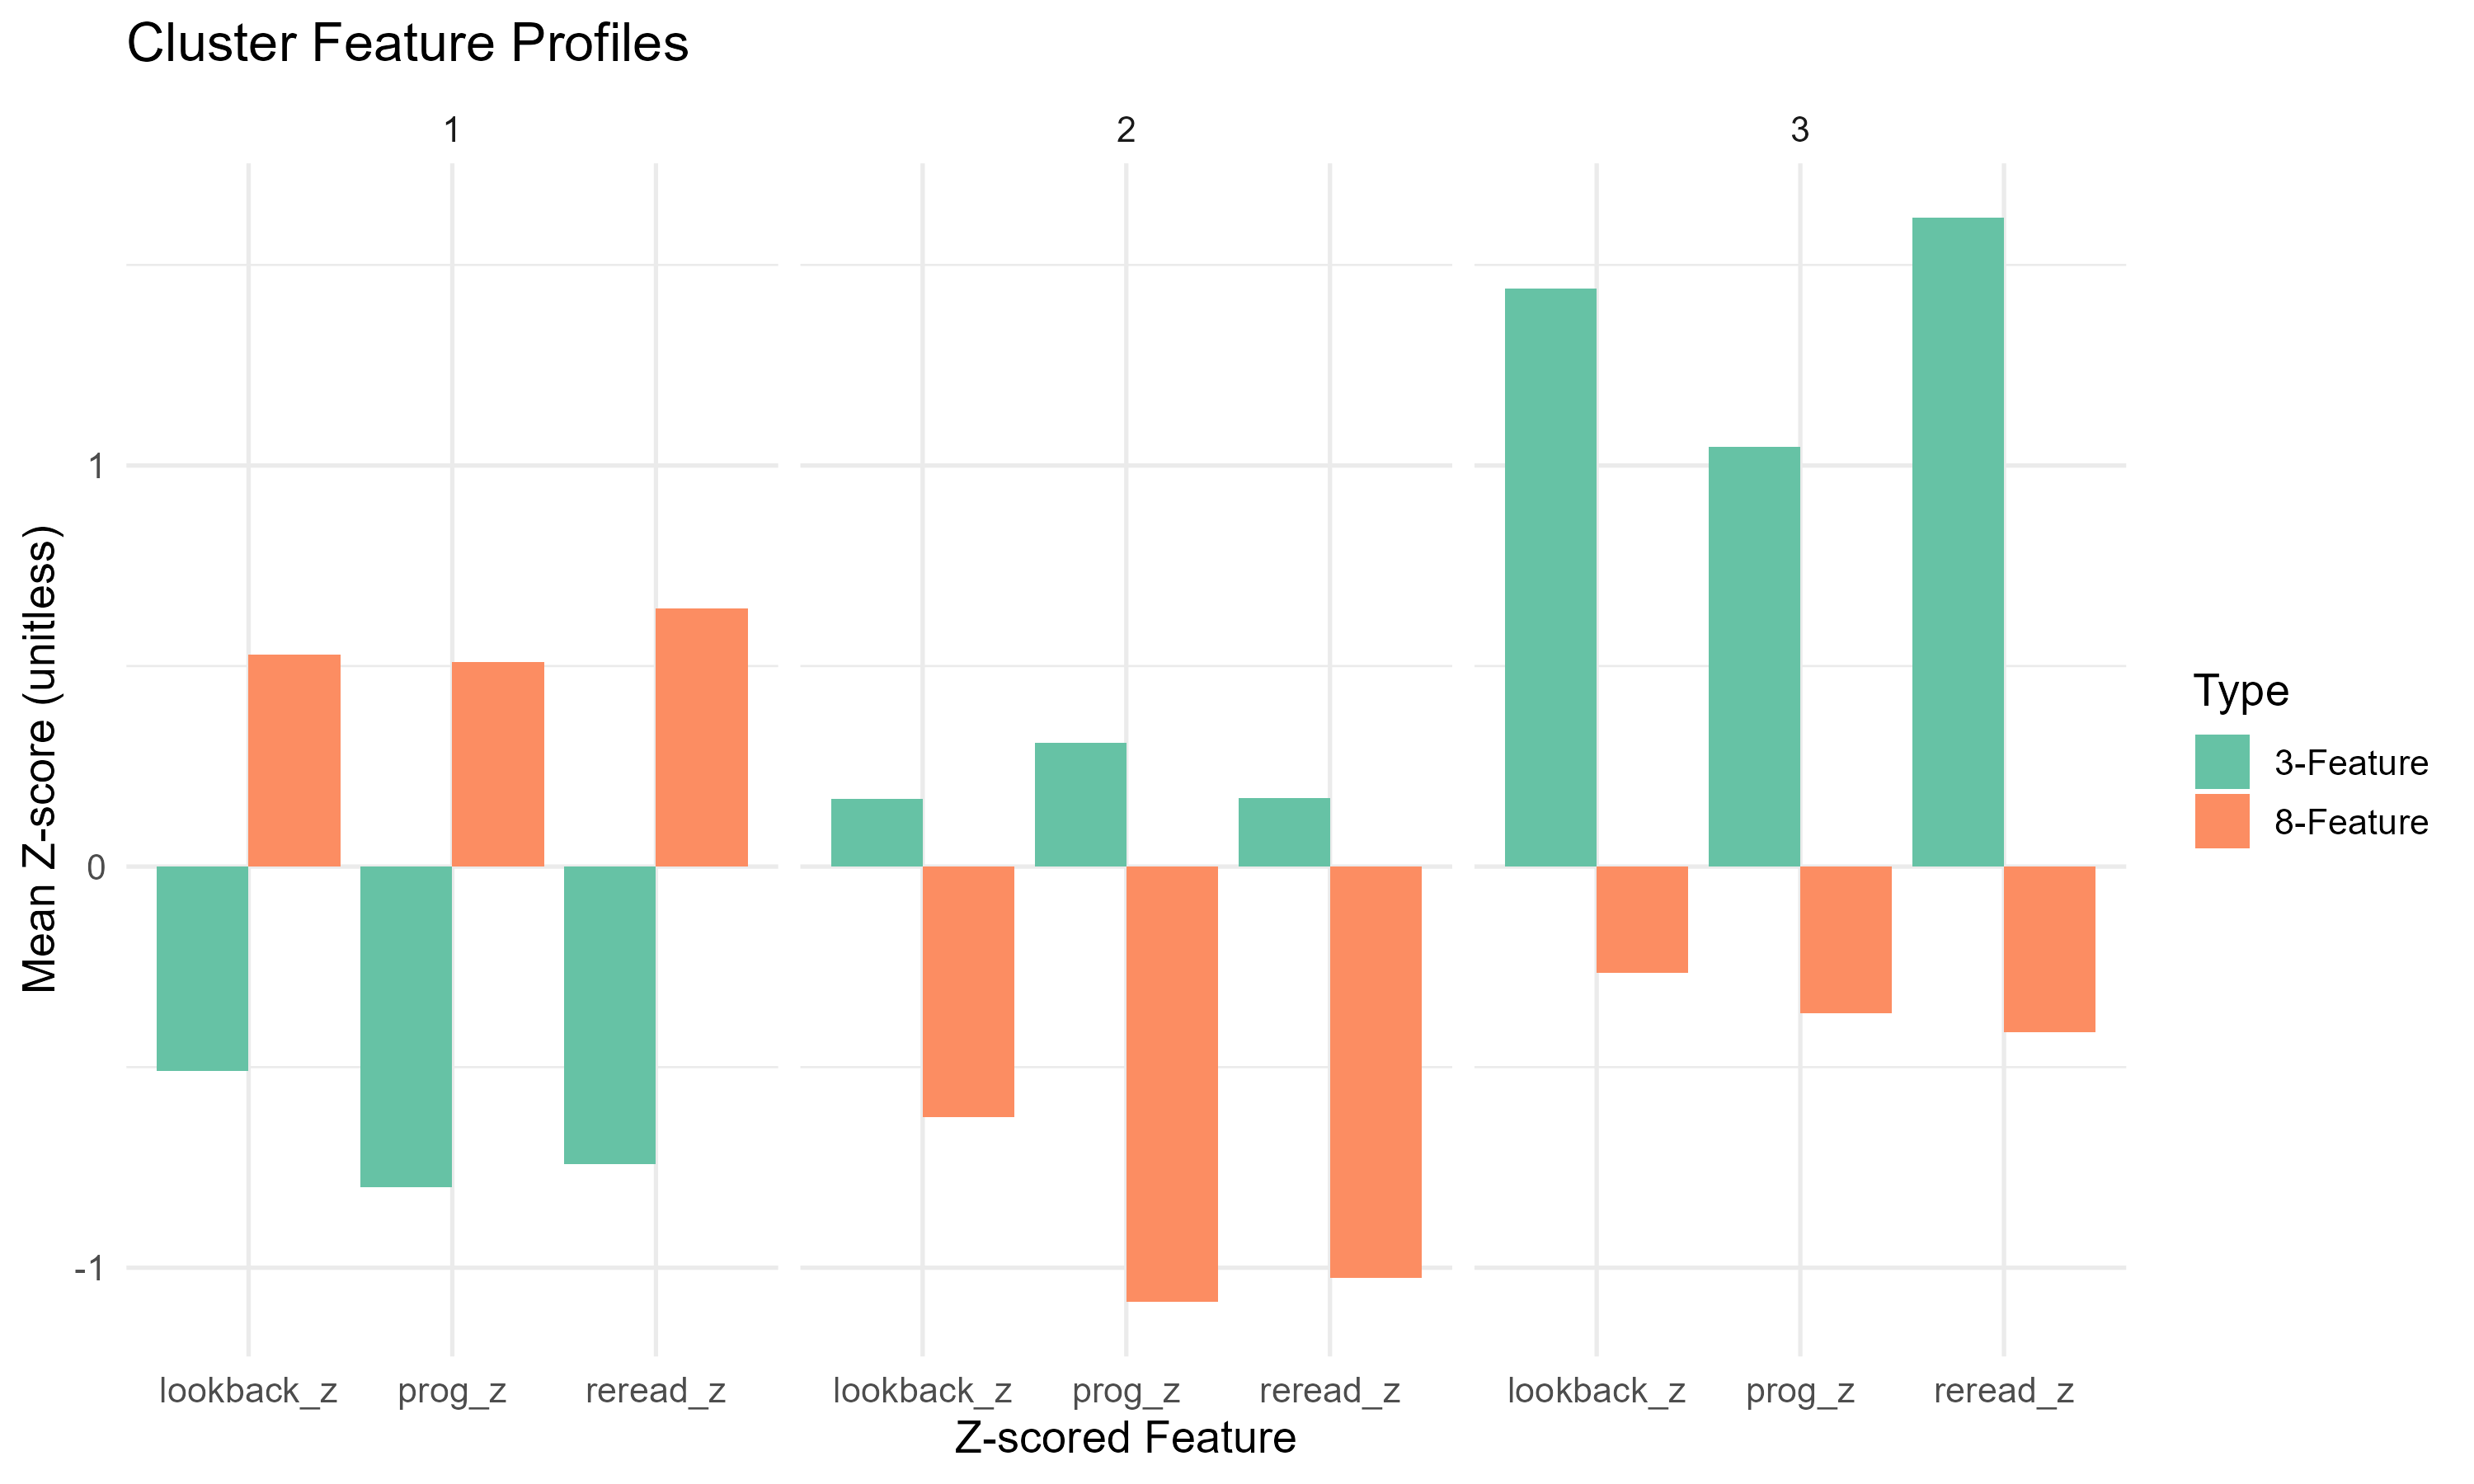 Cluster Feature Profiles
1
2
3
1
0
-1
Mean Z-score (unitless)
lookback_z prog_z reread_z
lookback_z prog_z reread_z
lookback_z prog_z reread_z
Z-scored Feature
Type
3-Feature
8-Feature